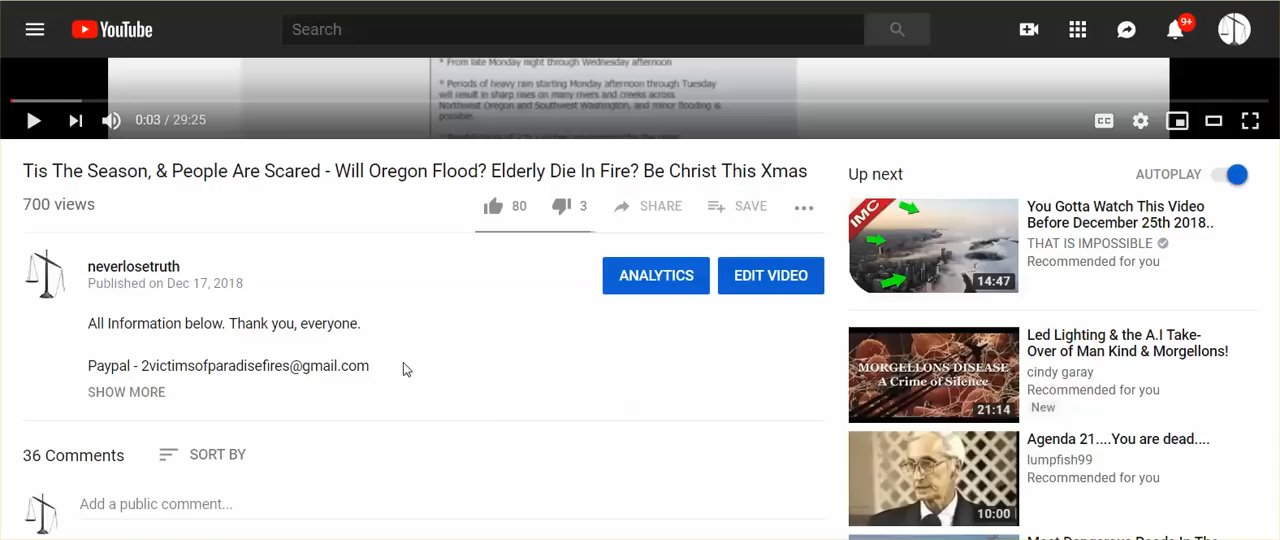 YouTube
Search
9+
* From late Monday night through Wednesday afternoon
* Periods of heavy rain starting Monday afternoon through Tuesday
will result in sharp rises on many rivers and creeks across
Northwest Oregon and Southwest Washington, and minor flooding is
possible.
0:03 / 29:25
CC
Tis The Season, & People Are Scared - Will Oregon Flood? Elderly Die In Fire? Be Christ This Xmas
700 views
80
3
SHARE
SAVE
neverlosetruth
Published on Dec 17, 2018
ANALYTICS
EDIT VIDEO
All Information below. Thank you, everyone.
Paypal - 2victimsofparadisefires@gmail.com
SHOW MORE
36 Comments
SORT BY
Add a public comment...
Up next
AUTOPLAY
IMC
14:47
You Gotta Watch This Video
Before December 25th 2018..
THAT IS IMPOSSIBLE
Recommended for you
MORGELLONS DISEASE
A Crime of Silence
21:14
Led Lighting & the A.I Take-
Over of Man Kind & Morgellons!
cindy garay
Recommended for you
New
10:00
Agenda 21....You are dead....
lumpfish99
Recommended for you
Most Dangerous Roads In The